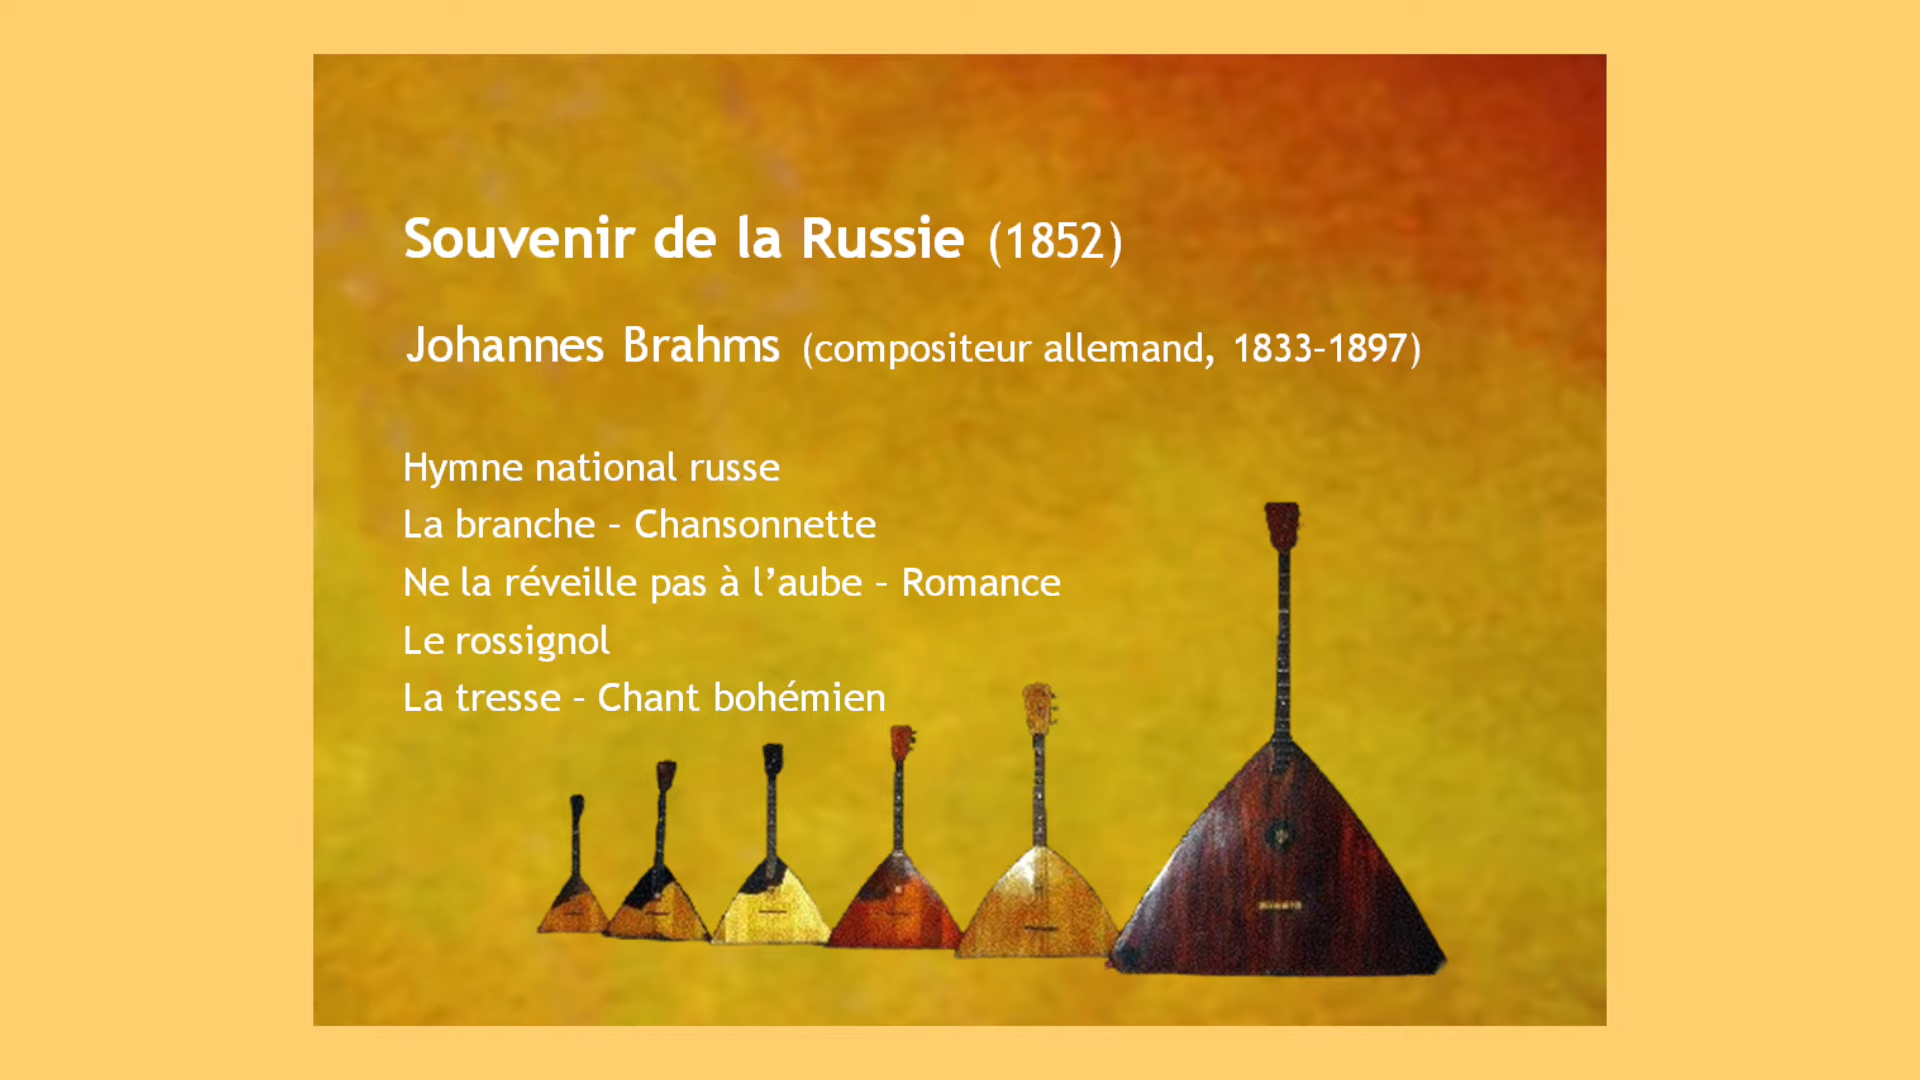 Souvenir de la Russie (1852)
Johannes Brahms (compositeur allemand, 1833–1897)
Hymne national russe
La branche – Chansonnette
Ne la réveille pas à l’aube – Romance
Le rossignol
La tresse – Chant bohémien